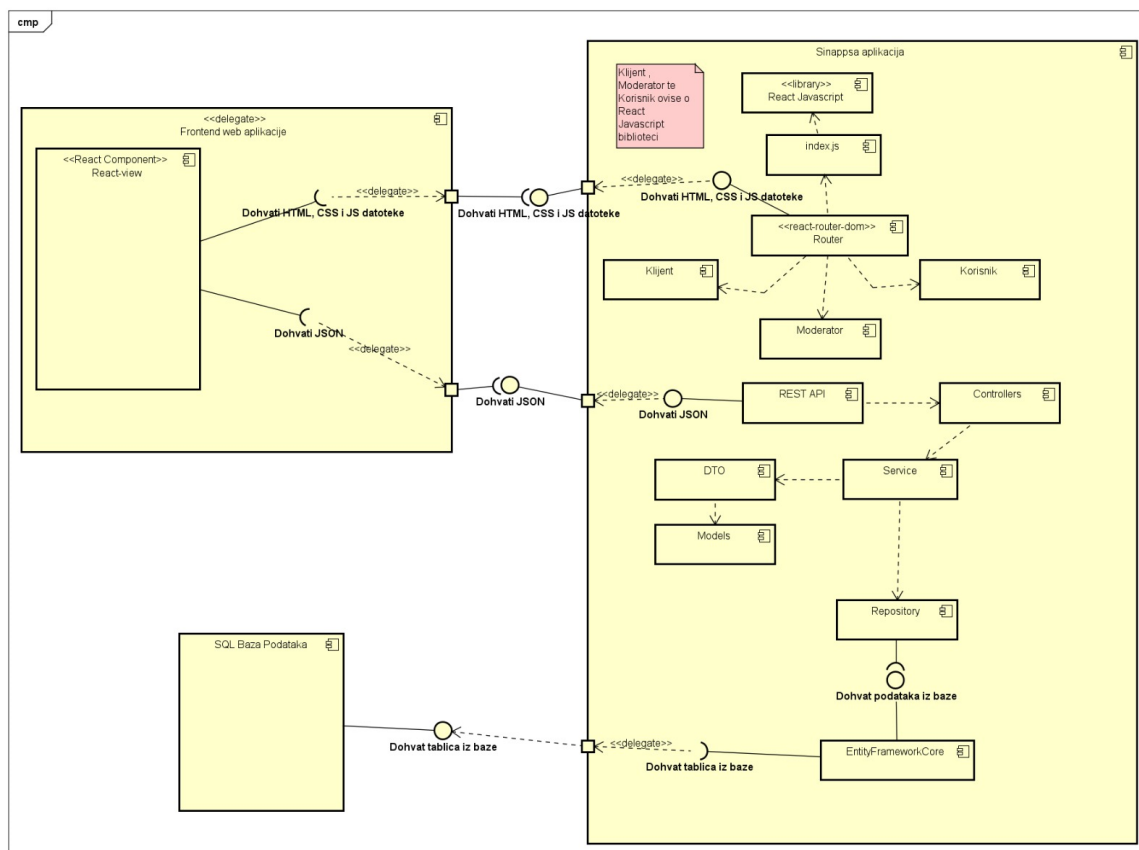 cmp
Sinappsa aplikacija
Klijent ,
Moderator te
Korisnik ovise o
React
Javascript
biblioteci
<<library>>
React Javascript
index.js
<<delegate>>
Frontend web aplikacije
<<React Component>>
React-view
<<delegate>>
Dohvati HTML, CSS i JS datoteke
Dohvati HTML, CSS i JS datoteke
<<delegate>>
Dohvati HTML, CSS i JS datoteke
<<react-router-dom>>
Router
Klijent
Korisnik
Moderator
Dohvati JSON
<<delegate>>
Dohvati JSON
<<delegate>>
Dohvati JSON
REST API
Controllers
DTO
Service
Models
Repository
SQL Baza Podataka
Dohvat podataka iz baze
Dohvat tablica iz baze
<<delegate>>
Dohvat tablica iz baze
EntityFrameworkCore